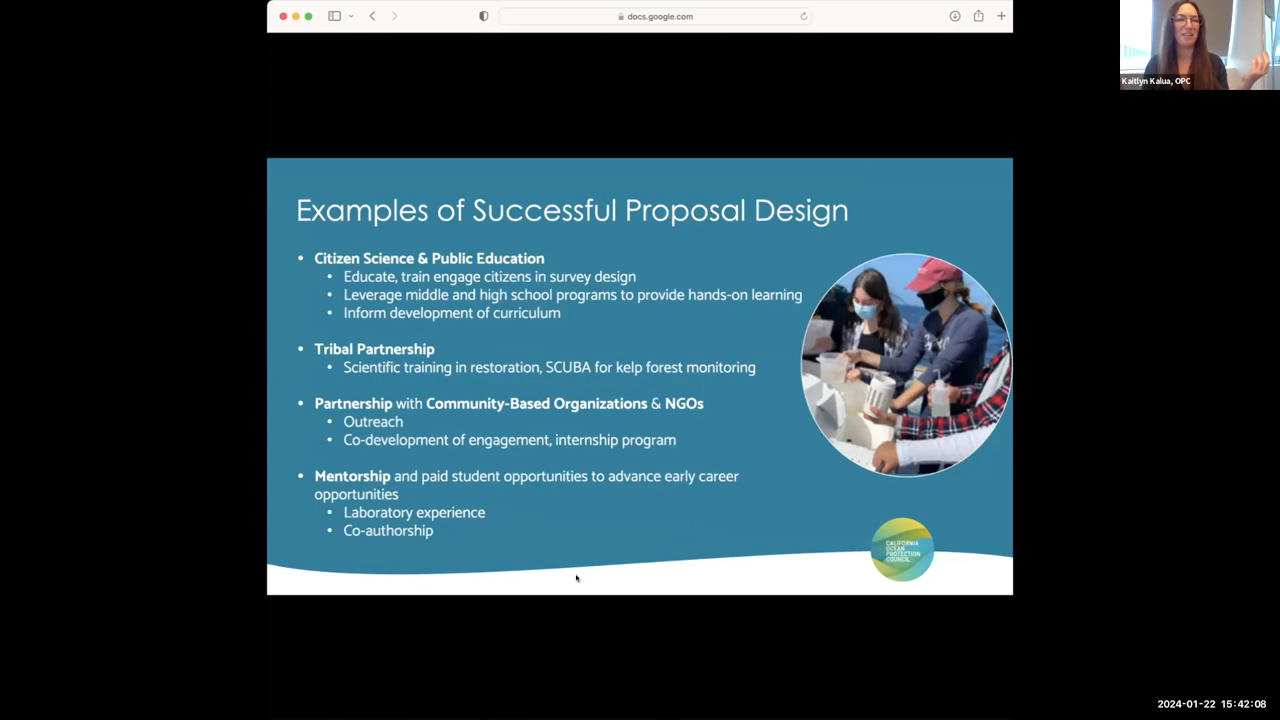 docs.google.com
Kaitlyn Kalua, OPC
Examples of Successful Proposal Design
• Citizen Science & Public Education
• Educate, train engage citizens in survey design
• Leverage middle and high school programs to provide hands-on learning
• Inform development of curriculum
• Tribal Partnership
• Scientific training in restoration, SCUBA for kelp forest monitoring
• Partnership with Community-Based Organizations & NGOs
• Outreach
• Co-development of engagement, internship program
• Mentorship and paid student opportunities to advance early career
opportunities
• Laboratory experience
• Co-authorship
CALIFORNIA
OCEAN
PROTECTION
COUNCIL
2024-01-22 15:42:08